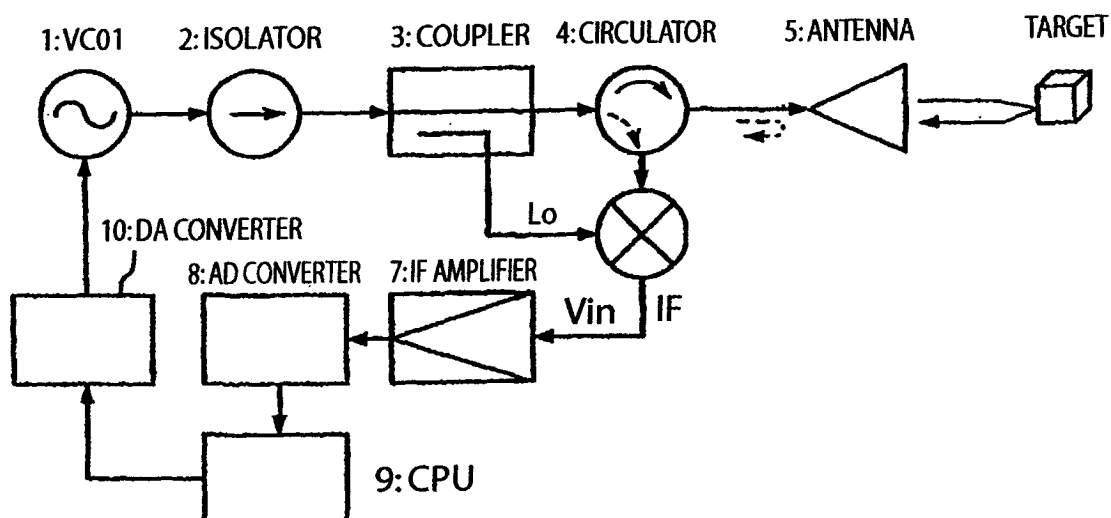 1:VC01
2:ISOLATOR
3:COUPLER
4:CIRCULATOR
5:ANTENNA
TARGET
Lo
10:DA CONVERTER
8:AD CONVERTER
7:IF AMPLIFIER
Vin
IF
9:CPU